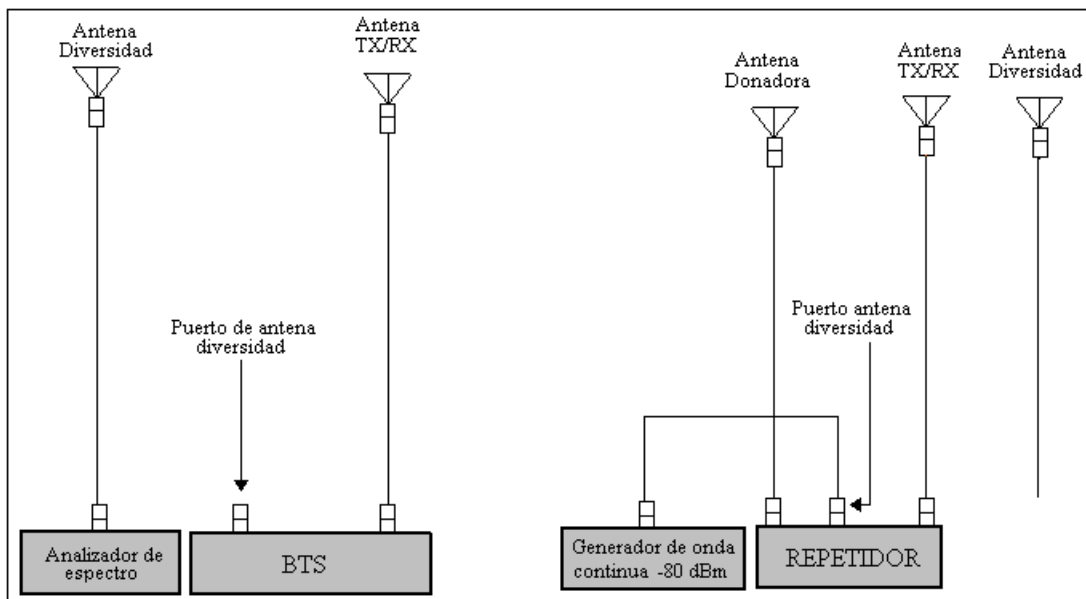 Antena
Diversidad
Antena
TX/RX
Antena
Donadora
Antena
TX/RX
Antena
Diversidad
Puerto de antena
diversidad
Puerto antena
diversidad
Analizador de
espectro
BTS
Generador de onda
continua -80 dBm
REPETIDOR